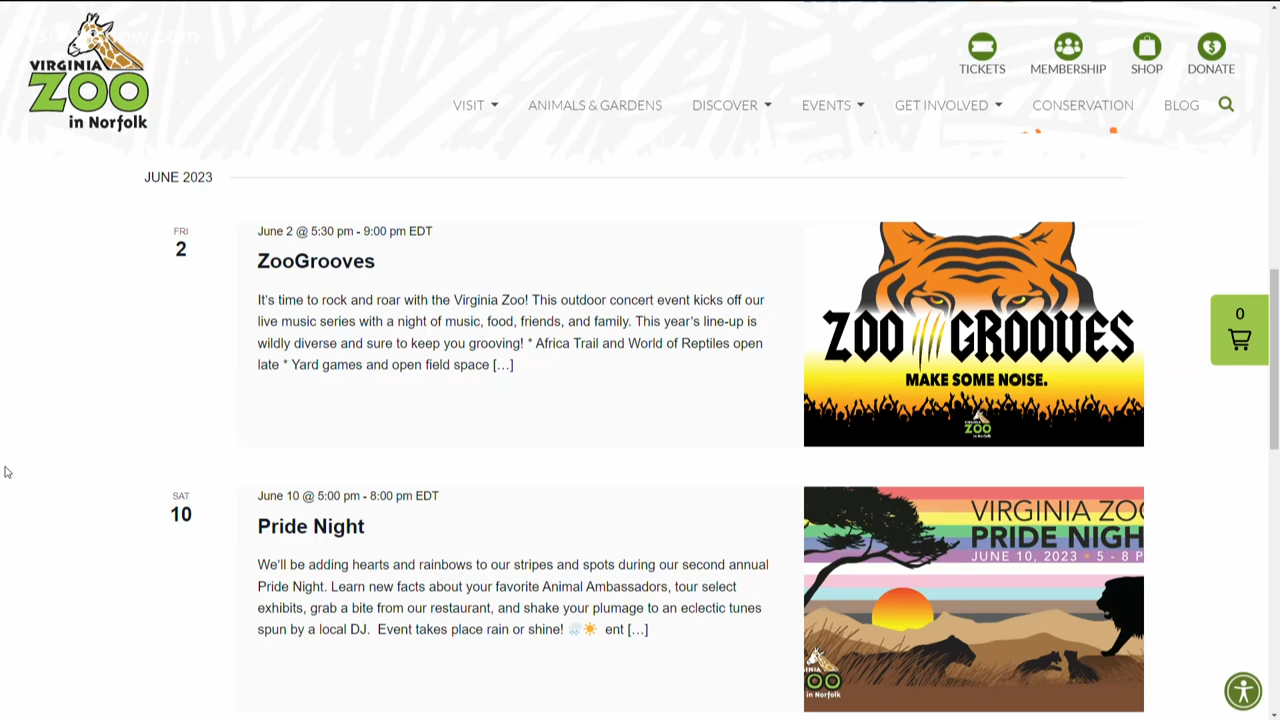 VIRGINIA
ZOO
in Norfolk
TICKETS
MEMBERSHIP
SHOP
DONATE
VISIT
ANIMALS & GARDENS
DISCOVER
EVENTS
GET INVOLVED
CONSERVATION
BLOG
JUNE 2023
FRI
2
June 2 @ 5:30 pm - 9:00 pm EDT
ZooGrooves
It's time to rock and roar with the Virginia Zoo! This outdoor concert event kicks off our
live music series with a night of music, food, friends, and family. This year's line-up is
wildly diverse and sure to keep you grooving! * Africa Trail and World of Reptiles open
late * Yard games and open field space […]
ZOO GROOVES
MAKE SOME NOISE.
VIRGINIA
ZOO
in Norfolk
0
SAT
10
June 10 @ 5:00 pm - 8:00 pm EDT
Pride Night
We'll be adding hearts and rainbows to our stripes and spots during our second annual
Pride Night. Learn new facts about your favorite Animal Ambassadors, tour select
exhibits, grab a bite from our restaurant, and shake your plumage to an eclectic tunes
spun by a local DJ.  Event takes place rain or shine! 🌧️☀️ ent […]
VIRGINIA ZOO
PRIDE NIGH
JUNE 10, 2023 • 5 - 8 P
INIA
OO
in Norfolk